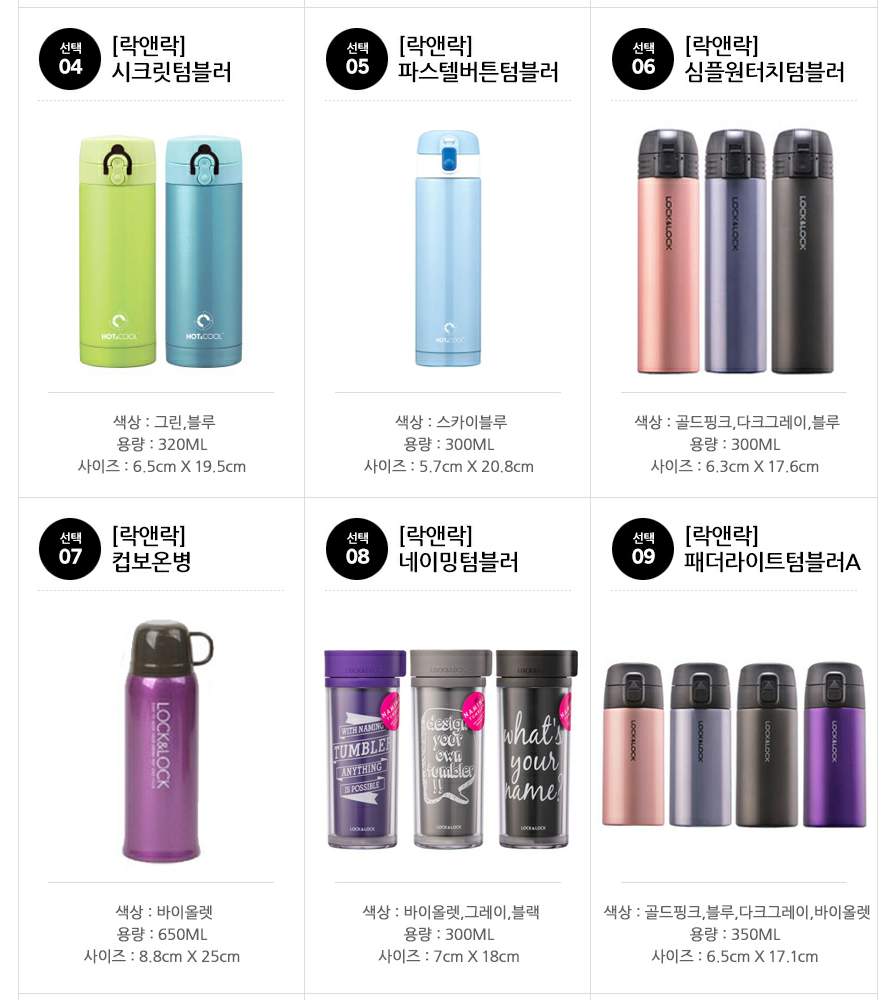 선택
04
[락앤락]
시크릿텀블러
HOT&COOL
HOT&COOL
색상 : 그린,블루
용량 : 320ML
사이즈 : 6.5cm X 19.5cm
선택
05
[락앤락]
파스텔버튼텀블러
HOT&COOL
색상 : 스카이블루
용량 : 300ML
사이즈 : 5.7cm X 20.8cm
선택
06
[락앤락]
심플원터치텀블러
LOCK&LOCK
LOCK&LOCK
LOCK&LOCK
색상 : 골드핑크,다크그레이,블루
용량 : 300ML
사이즈 : 6.3cm X 17.6cm
선택
07
[락앤락]
컵보온병
LOCK&LOCK
색상 : 바이올렛
용량 : 650ML
사이즈 : 8.8cm X 25cm
선택
08
[락앤락]
네이밍텀블러
LOCK&LOCK
WITH NAMING
TUMBLER
ANYTHING
IS POSSIBLE
LOCK&LOCK
design
your
own
tumbler
!!
LOCK&LOCK
what's
your
name?
LOCK&LOCK
색상 : 바이올렛,그레이,블랙
용량 : 300ML
사이즈 : 7cm X 18cm
선택
09
[락앤락]
패더라이트텀블러A
LOCK&LOCK
LOCK&LOCK
LOCK&LOCK
LOCK&LOCK
색상 : 골드핑크,블루,다크그레이,바이올렛
용량 : 350ML
사이즈 : 6.5cm X 17.1cm